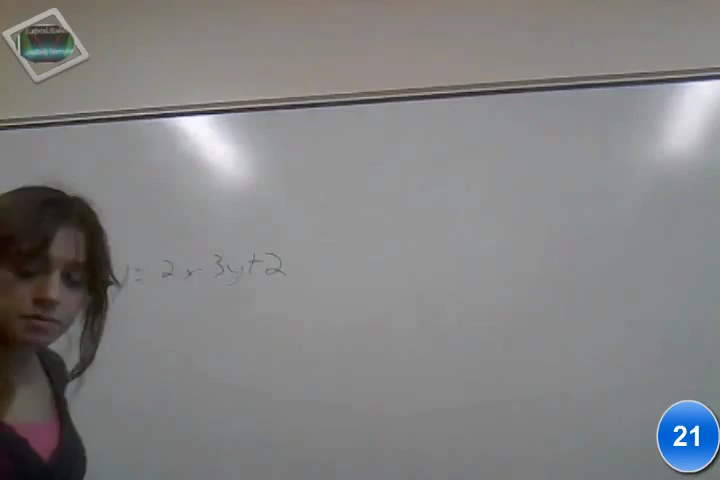 y = 2x-3y+2
21